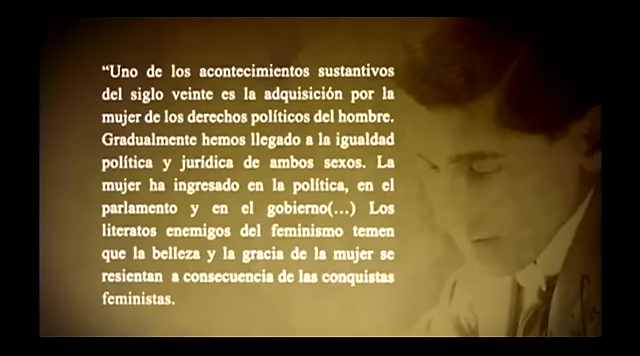 “Uno de los acontecimientos sustantivos
del siglo veinte es la adquisición por la
mujer de los derechos políticos del hombre.
Gradualmente hemos llegado a la igualdad
política y jurídica de ambos sexos. La
mujer ha ingresado en la política, en el
parlamento y en el gobierno(...) Los
literatos enemigos del feminismo temen
que la belleza y la gracia de la mujer se
resientan a consecuencia de las conquistas
feministas.